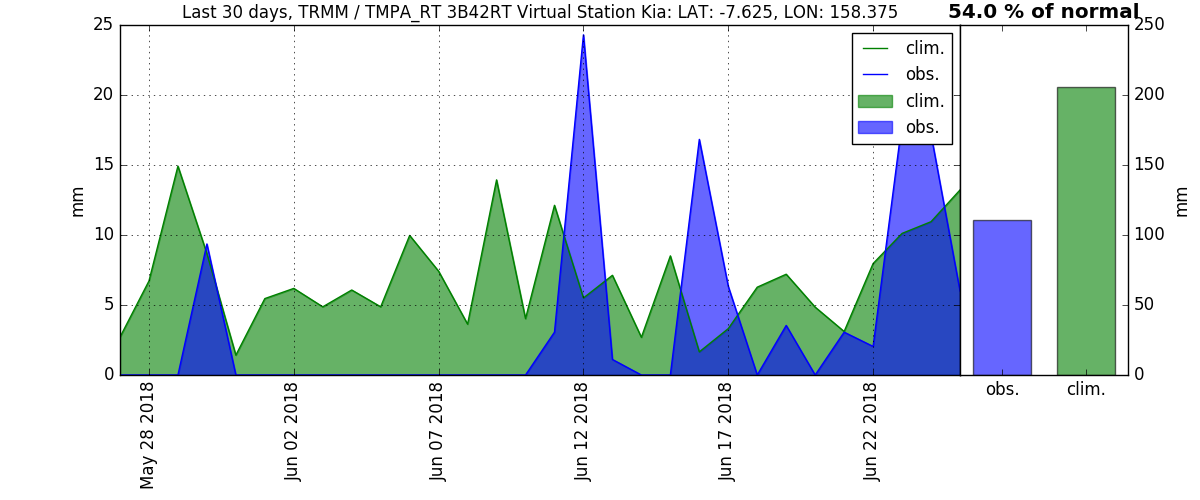 Last 30 days, TRMM / TMPA_RT 3B42RT Virtual Station Kia: LAT: -7.625, LON: 158.375
54.0 % of normal
25
20
15
10
5
0
mm
clim.
obs.
clim.
obs.
250
200
150
100
50
0
mm
May 28 2018
Jun 02 2018
Jun 07 2018
Jun 12 2018
Jun 17 2018
Jun 22 2018
obs.
clim.